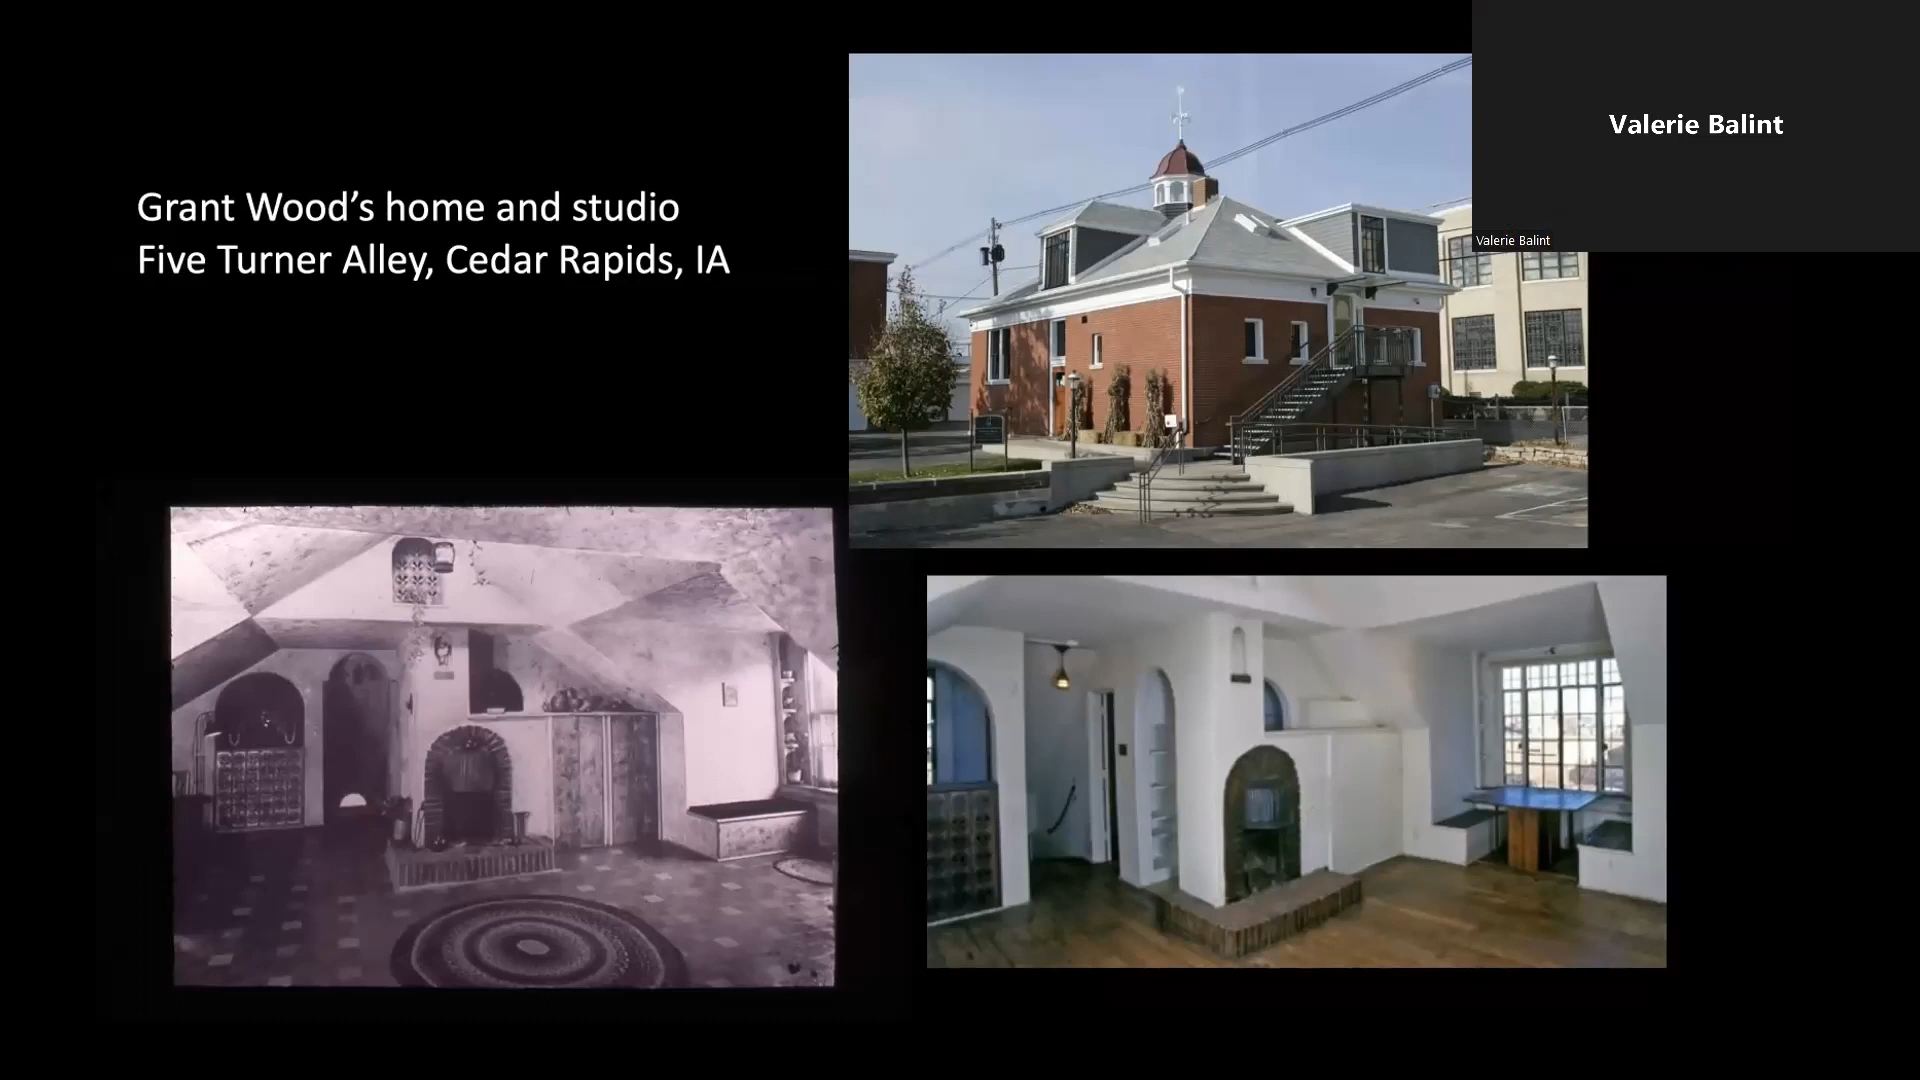 Grant Wood’s home and studio
Five Turner Alley, Cedar Rapids, IA
Valerie Balint
Valerie Balint